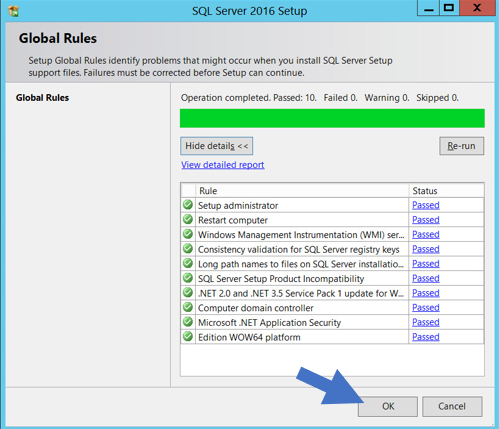 SQL Server 2016 Setup
Global Rules
Setup Global Rules identify problems that might occur when you install SQL Server Setup
support files. Failures must be corrected before Setup can continue.
Global Rules
Operation completed. Passed: 10. Failed 0. Warning 0. Skipped 0.
Hide details <<
Re-run
View detailed report
Rule Status
Setup administrator Passed
Restart computer Passed
Windows Management Instrumentation (WMI) ser... Passed
Consistency validation for SQL Server registry keys Passed
Long path names to files on SQL Server installatio... Passed
SQL Server Setup Product Incompatibility Passed
.NET 2.0 and .NET 3.5 Service Pack 1 update for W... Passed
Computer domain controller Passed
Microsoft .NET Application Security Passed
Edition WOW64 platform Passed
OK
Cancel